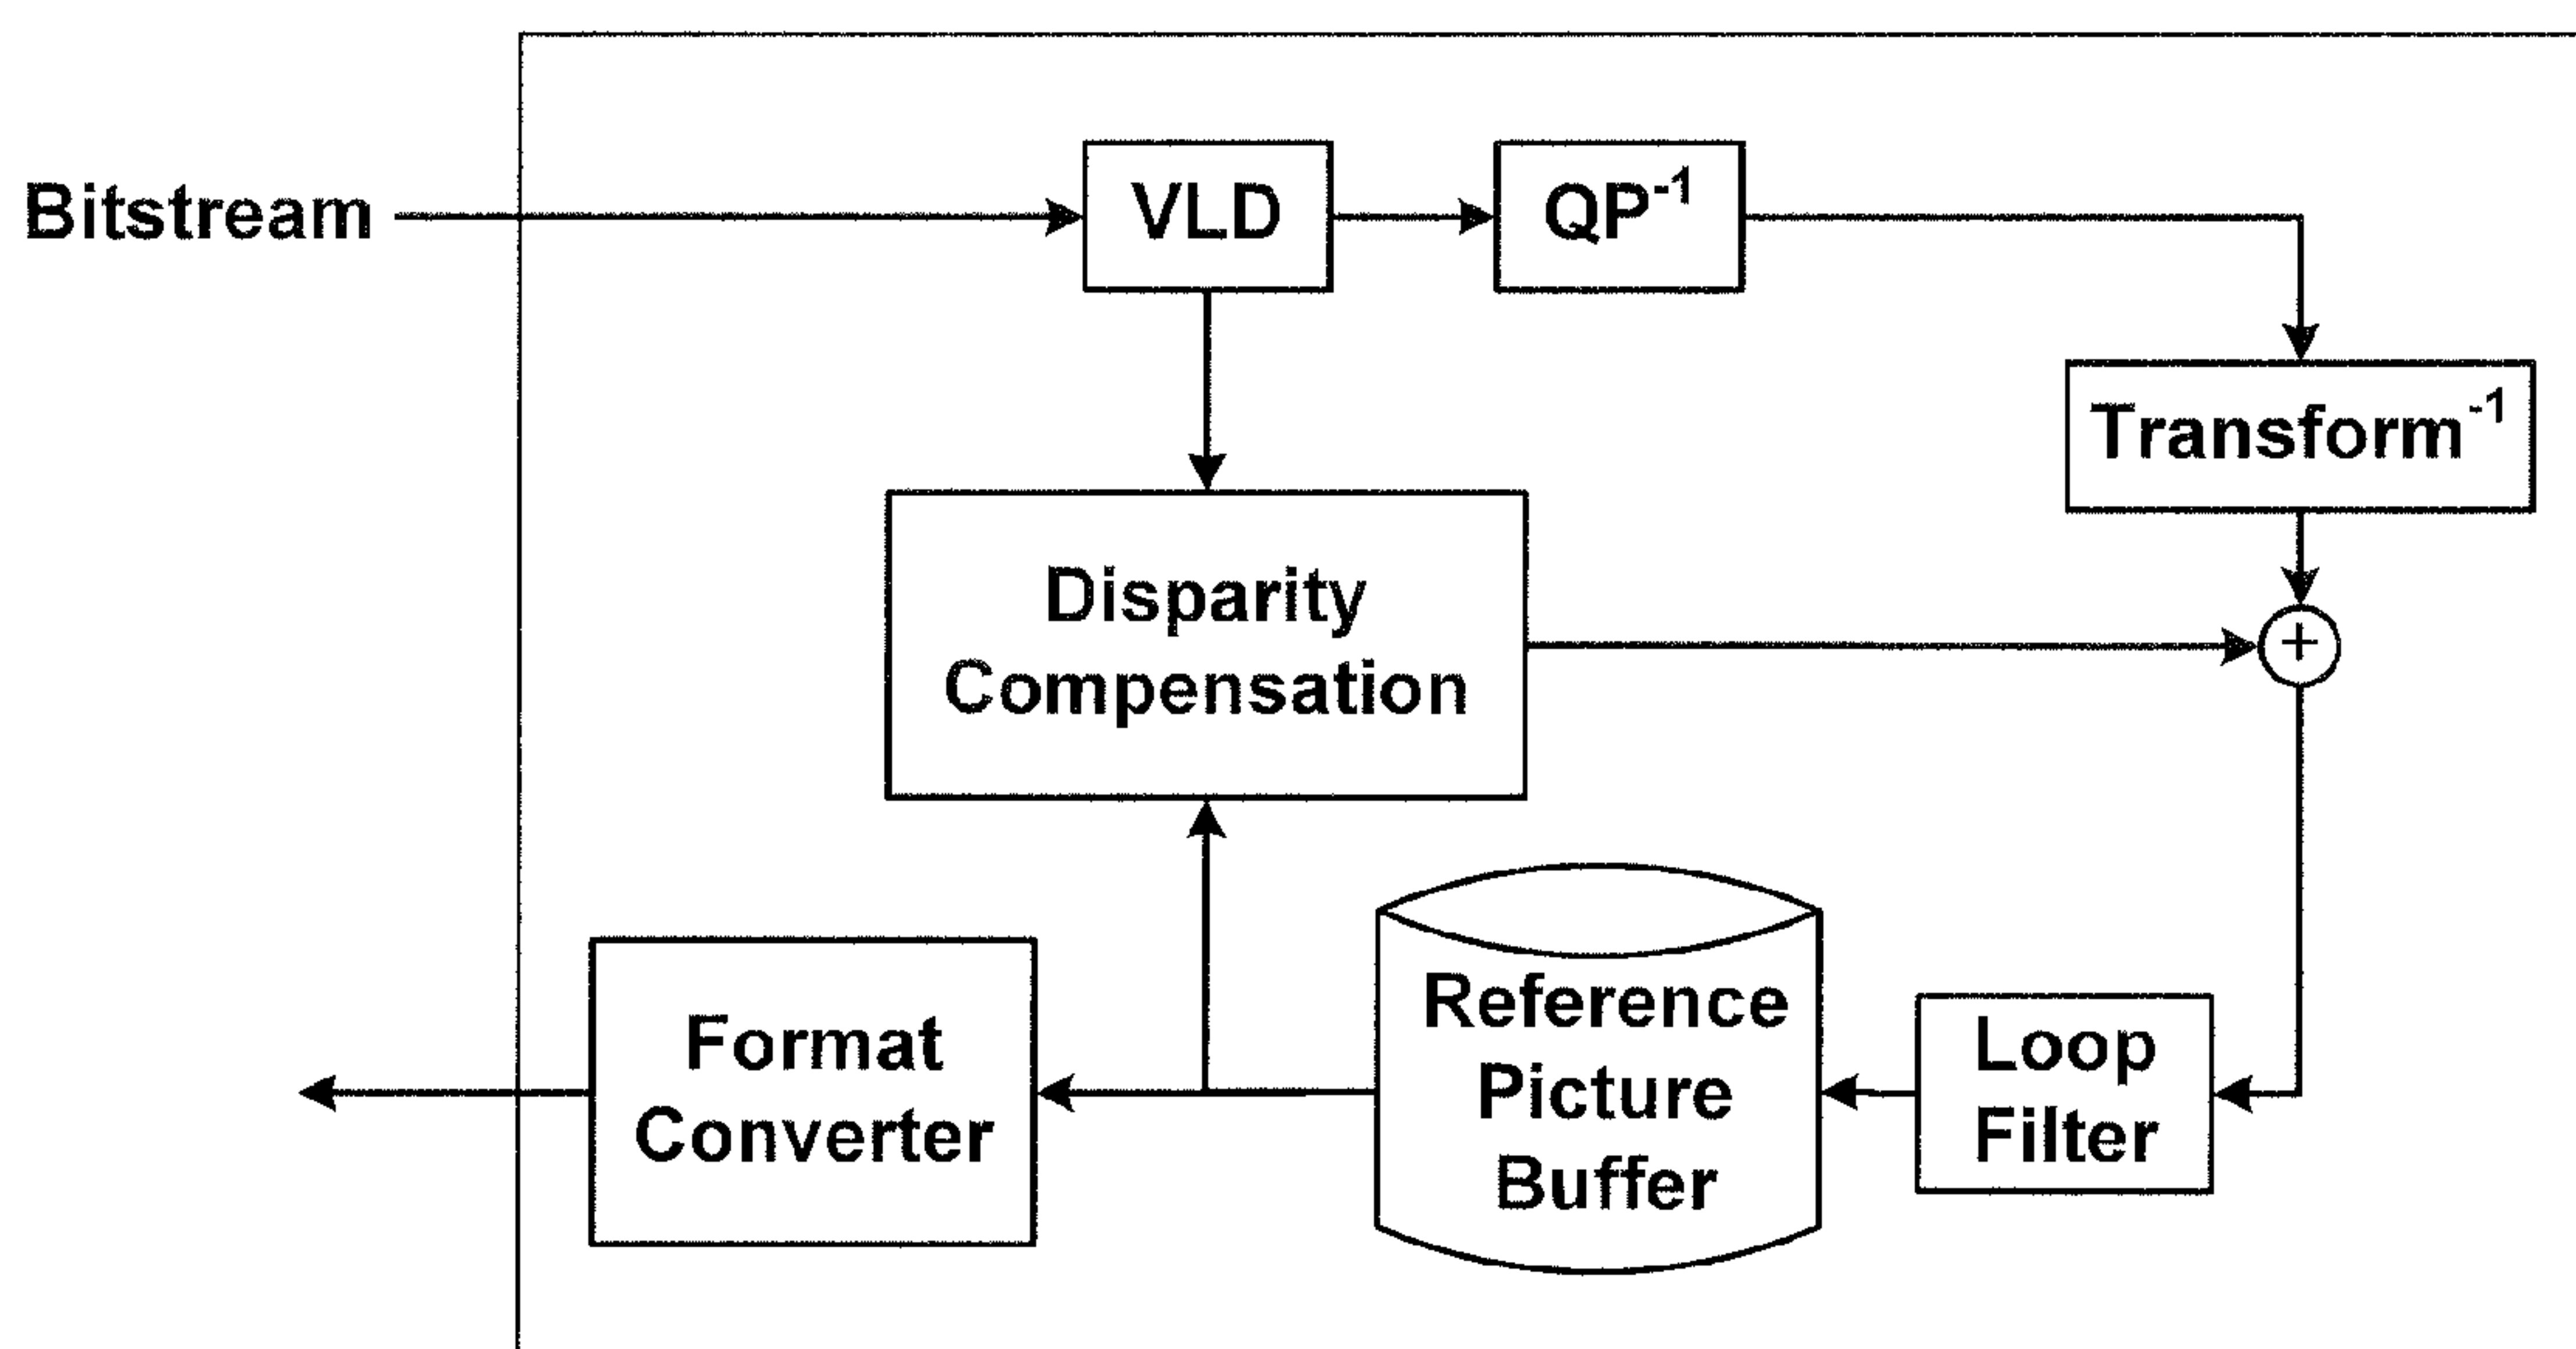 Bitstream
VLD
QP⁻¹
Transform⁻¹
Disparity
Compensation
+
Format
Converter
Reference
Picture
Buffer
Loop
Filter